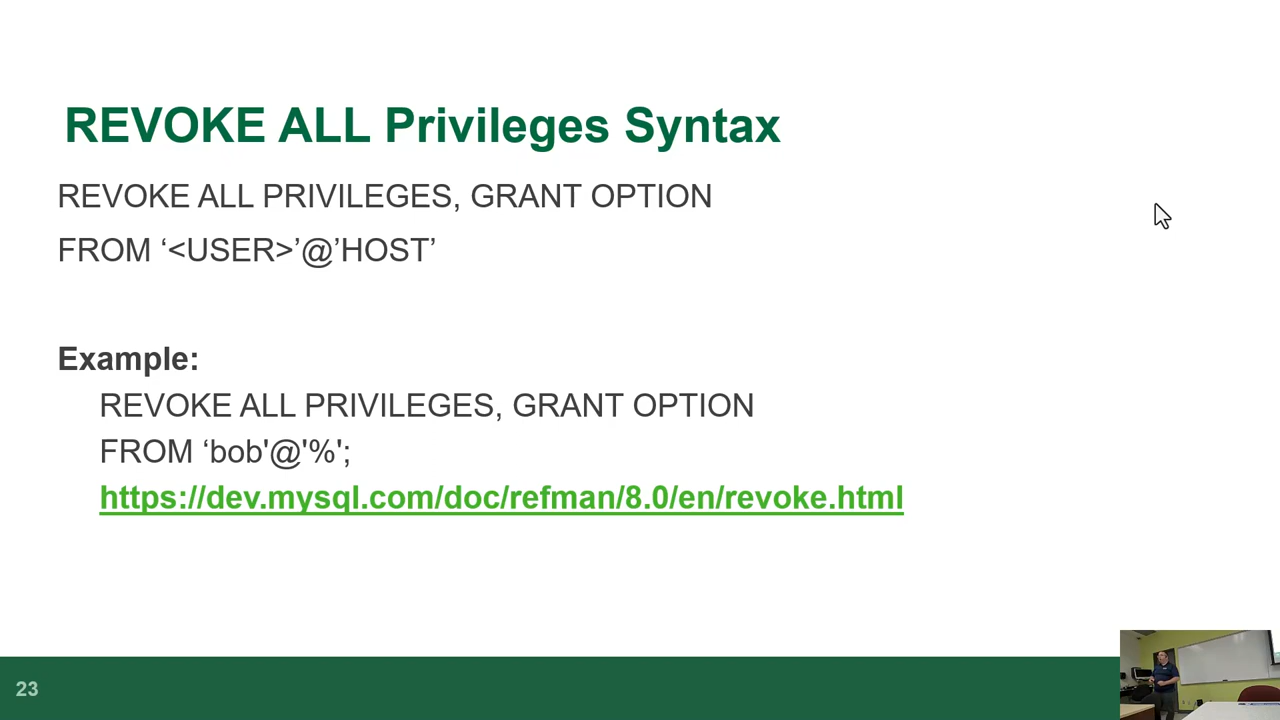 REVOKE ALL Privileges Syntax
REVOKE ALL PRIVILEGES, GRANT OPTION
FROM ‘<USER>’@’HOST’
Example:
REVOKE ALL PRIVILEGES, GRANT OPTION
FROM ‘bob'@'%';
https://dev.mysql.com/doc/refman/8.0/en/revoke.html
23